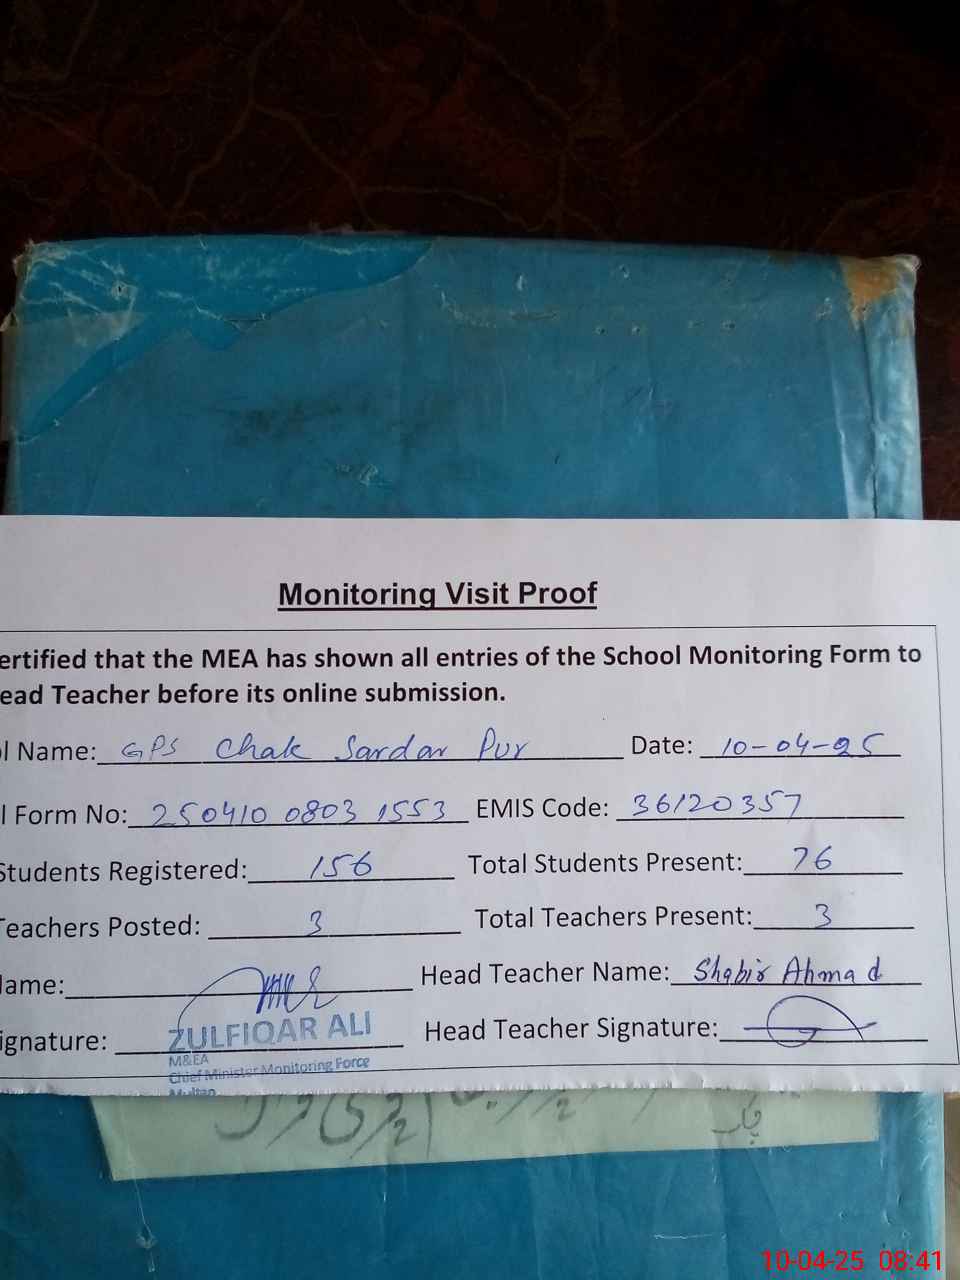 Monitoring Visit Proof
ertified that the MEA has shown all entries of the School Monitoring Form to
ead Teacher before its online submission.
l Name: GPS Chak Sardar Pur Date: 10-04-25
l Form No: 250410 0803 1553 EMIS Code: 36120357
Students Registered: 156 Total Students Present: 76
Teachers Posted: 3 Total Teachers Present: 3
ame: Head Teacher Name: Shabir Ahmad
ignature: ZULFIQAR ALI Head Teacher Signature:
M&EA
Chief Minister Monitoring Force
Multan
10-04-25 08:41